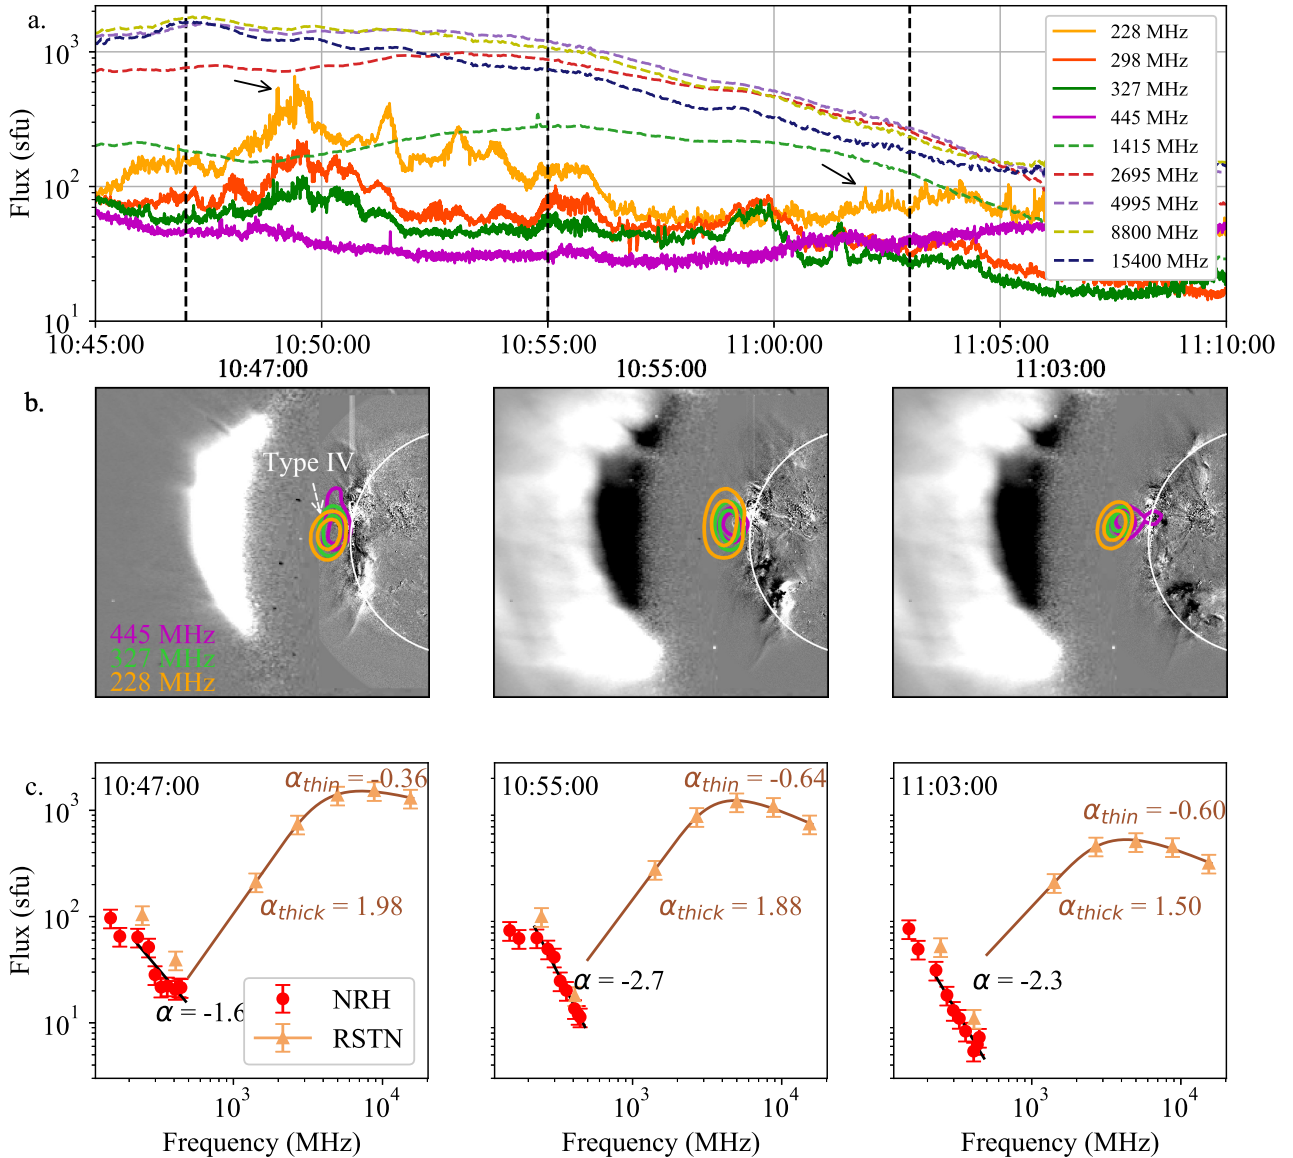 a.
10³
10²
10¹
Flux (sfu)
228 MHz
298 MHz
327 MHz
445 MHz
1415 MHz
2695 MHz
4995 MHz
8800 MHz
15400 MHz
10:45:00 10:50:00 10:55:00 11:00:00 11:05:00 11:10:00
10:47:00 10:55:00 11:03:00
b.
Type IV
445 MHz
327 MHz
228 MHz
c.
10³
10²
10¹
Flux (sfu)
10:47:00
α_thin = -0.36
α_thick = 1.98
α = -1.6
NRH
RSTN
10³ 10⁴
Frequency (MHz)
10:55:00
α_thin = -0.64
α_thick = 1.88
α = -2.7
10³ 10⁴
Frequency (MHz)
11:03:00
α_thin = -0.60
α_thick = 1.50
α = -2.3
10³ 10⁴
Frequency (MHz)